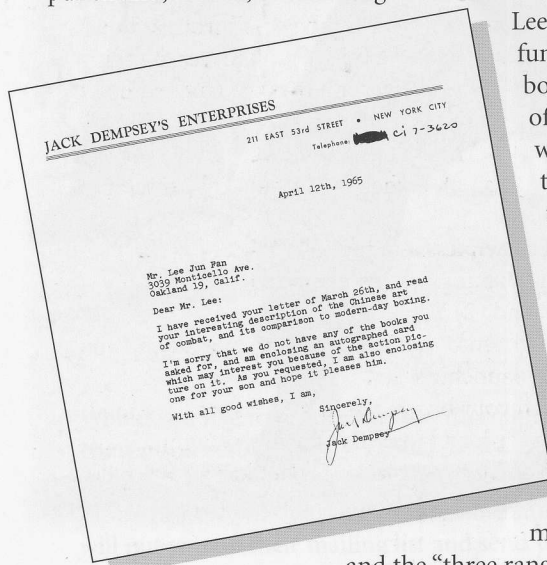 Lee
fun
bo
of
w
t
JACK DEMPSEY'S ENTERPRISES
211 EAST 53rd STREET • NEW YORK CITY
Telephone: Ci 7-3620
April 12th, 1965
Mr. Lee Jun Fan
3039 Monticello Ave.
Oakland 19, Calif.
Dear Mr. Lee:
I have received your letter of March 26th, and read
your interesting description of the Chinese art
of combat, and its comparison to modern-day boxing.
I'm sorry that we do not have any of the books you
asked for, and am enclosing an autographed card
which may interest you because of the action pic-
ture on it. As you requested, I am also enclosing
one for your son and hope it pleases him.
With all good wishes, I am,
Sincerely,
Jack Dempsey
Jack Dempsey
m
and the “three rang